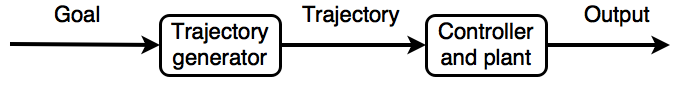 Goal
Trajectory
generator
Trajectory
Controller
and plant
Output